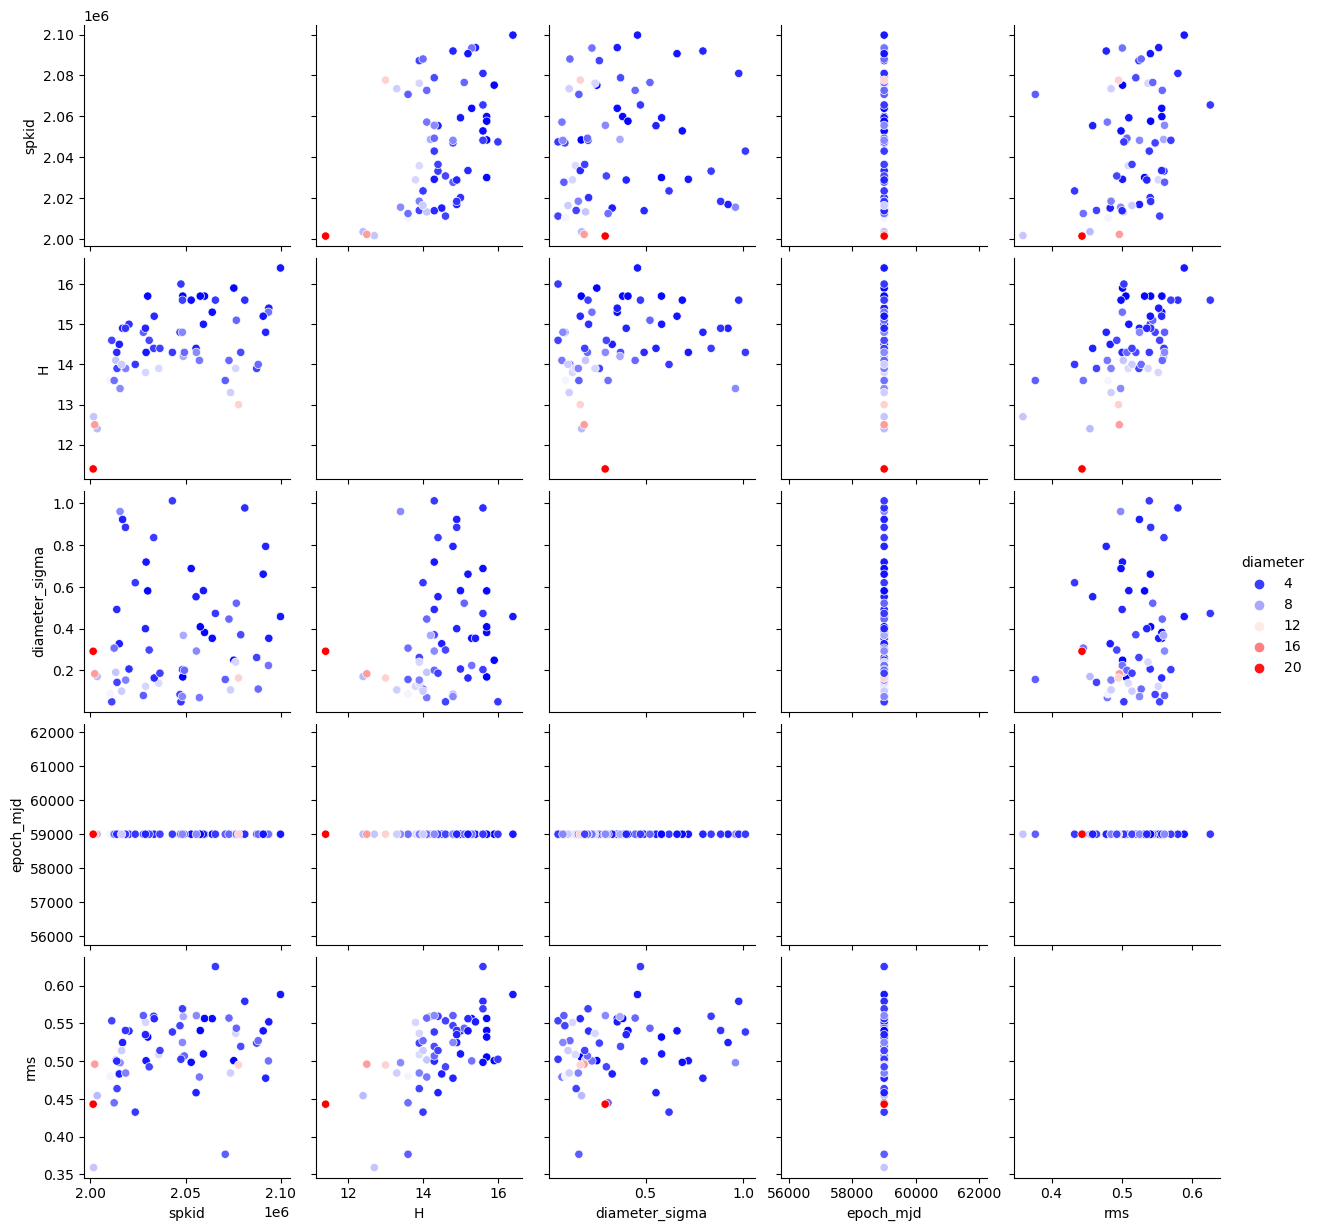 1e6
2.10
2.08
2.06
2.04
2.02
2.00
spkid
16
15
14
13
12
H
1.0
0.8
0.6
0.4
0.2
diameter_sigma
diameter
4
8
12
16
20
62000
61000
60000
59000
58000
57000
56000
epoch_mjd
0.60
0.55
0.50
0.45
0.40
0.35
rms
2.00 2.05 2.10
1e6
spkid
12 14 16
H
0.5 1.0
diameter_sigma
56000 58000 60000 62000
epoch_mjd
0.4 0.5 0.6
rms